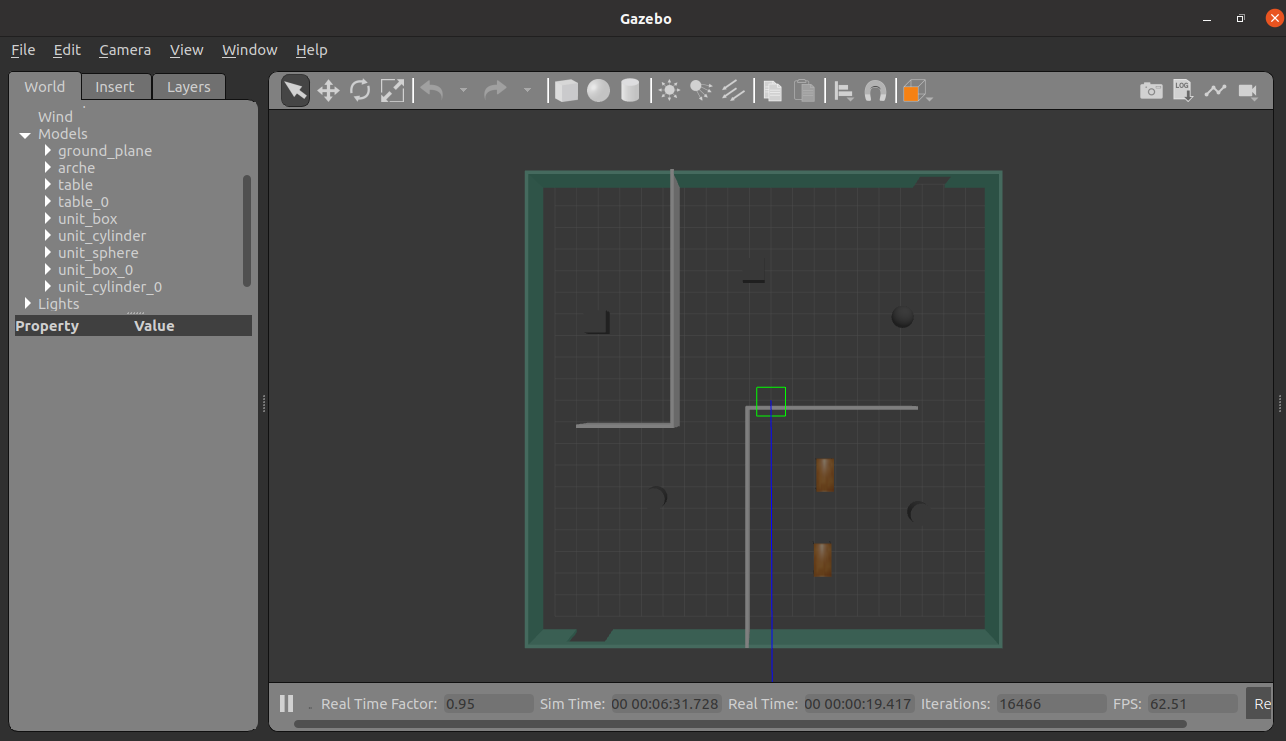 Gazebo
File Edit Camera View Window Help
World Insert Layers
Wind
Models
ground_plane
arche
table
table_0
unit_box
unit_cylinder
unit_sphere
unit_box_0
unit_cylinder_0
Lights
Property Value
LOG
Real Time Factor: 0.95 Sim Time: 00 00:06:31.728 Real Time: 00 00:00:19.417 Iterations: 16466 FPS: 62.51 Re